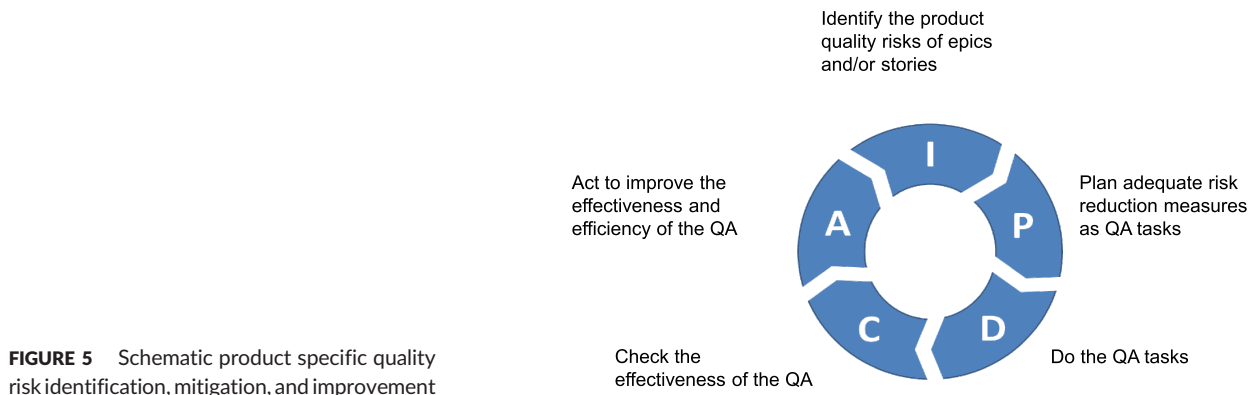 Identify the product
quality risks of epics
and/or stories
I
Act to improve the
effectiveness and
efficiency of the QA
A
P
Plan adequate risk
reduction measures
as QA tasks
C
D
Check the
effectiveness of the QA
Do the QA tasks
FIGURE 5 Schematic product specific quality
risk identification, mitigation, and improvement